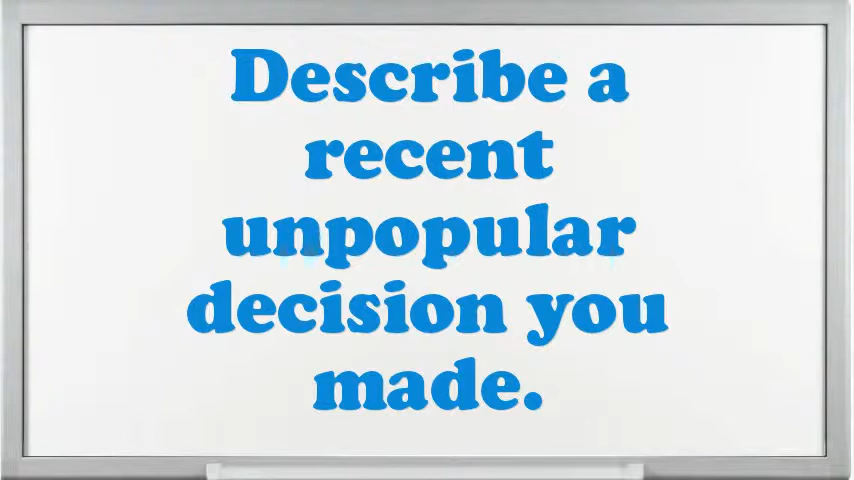 Describe a
recent
unpopular
decision you
made.